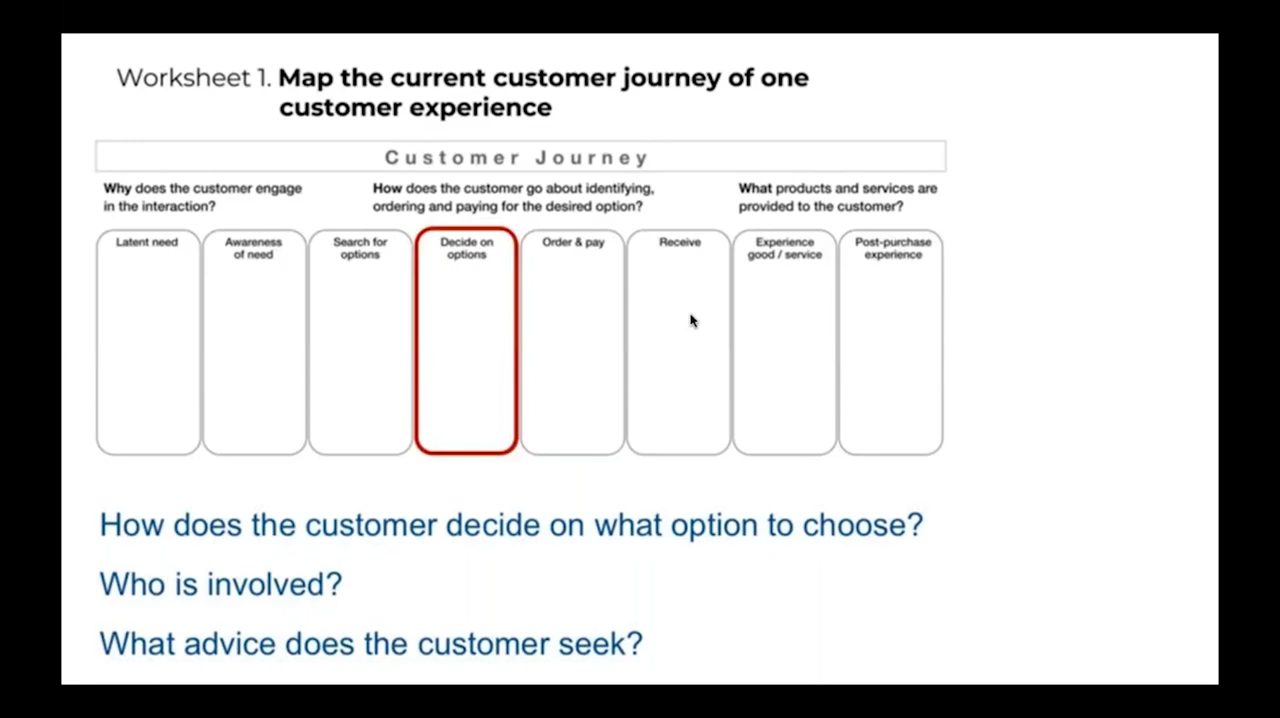 Worksheet 1. Map the current customer journey of one
customer experience
Customer Journey
Why does the customer engage
in the interaction?
How does the customer go about identifying,
ordering and paying for the desired option?
What products and services are
provided to the customer?
Latent need
Awareness
of need
Search for
options
Decide on
options
Order & pay
Receive
Experience
good / service
Post-purchase
experience
How does the customer decide on what option to choose?
Who is involved?
What advice does the customer seek?